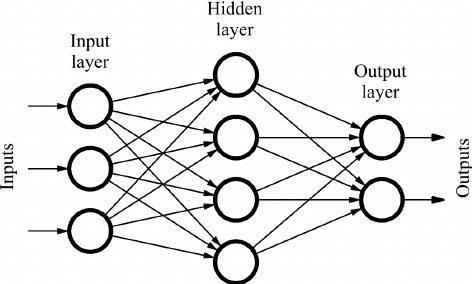 Hidden
layer
Input
layer
Output
layer
Inputs
Outputs